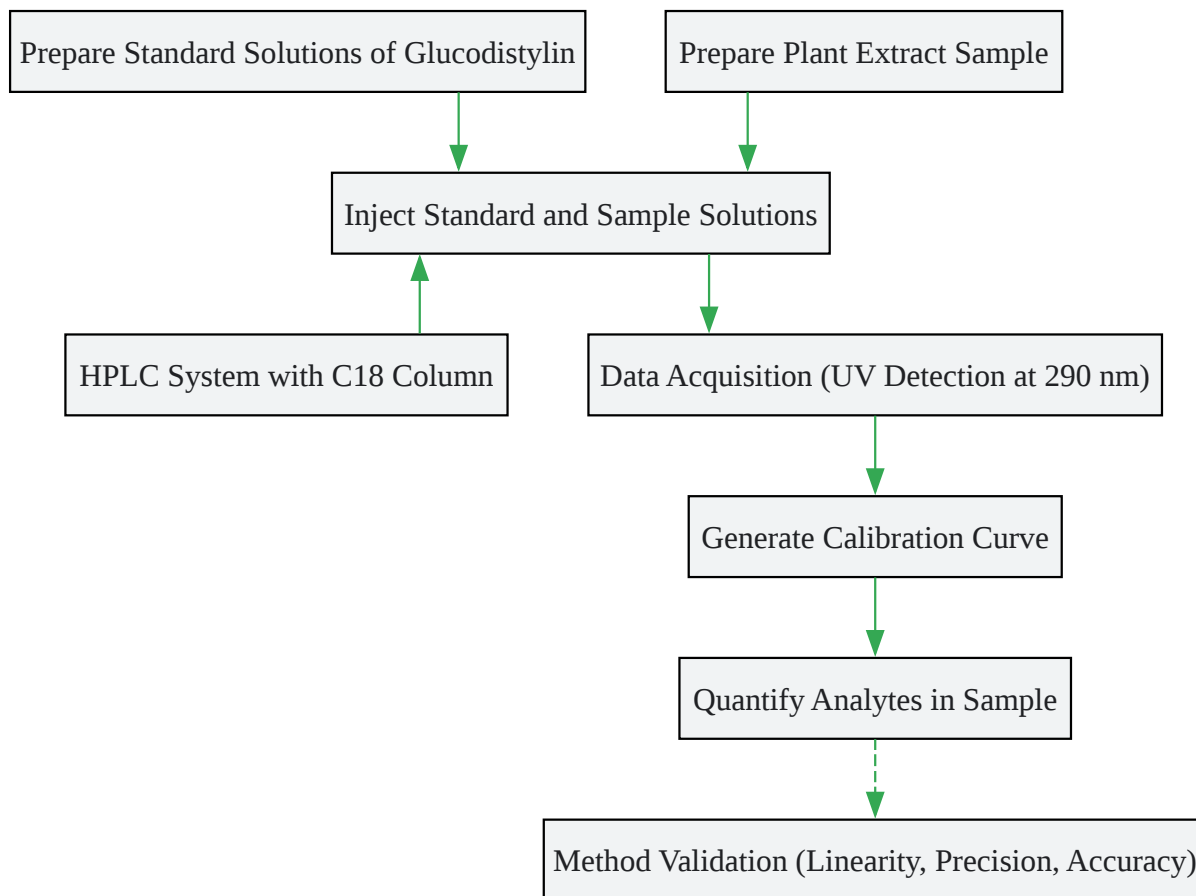 Prepare Standard Solutions of Glucodistylin
Prepare Plant Extract Sample
Inject Standard and Sample Solutions
HPLC System with C18 Column
Data Acquisition (UV Detection at 290 nm)
Generate Calibration Curve
Quantify Analytes in Sample
Method Validation (Linearity, Precision, Accuracy)